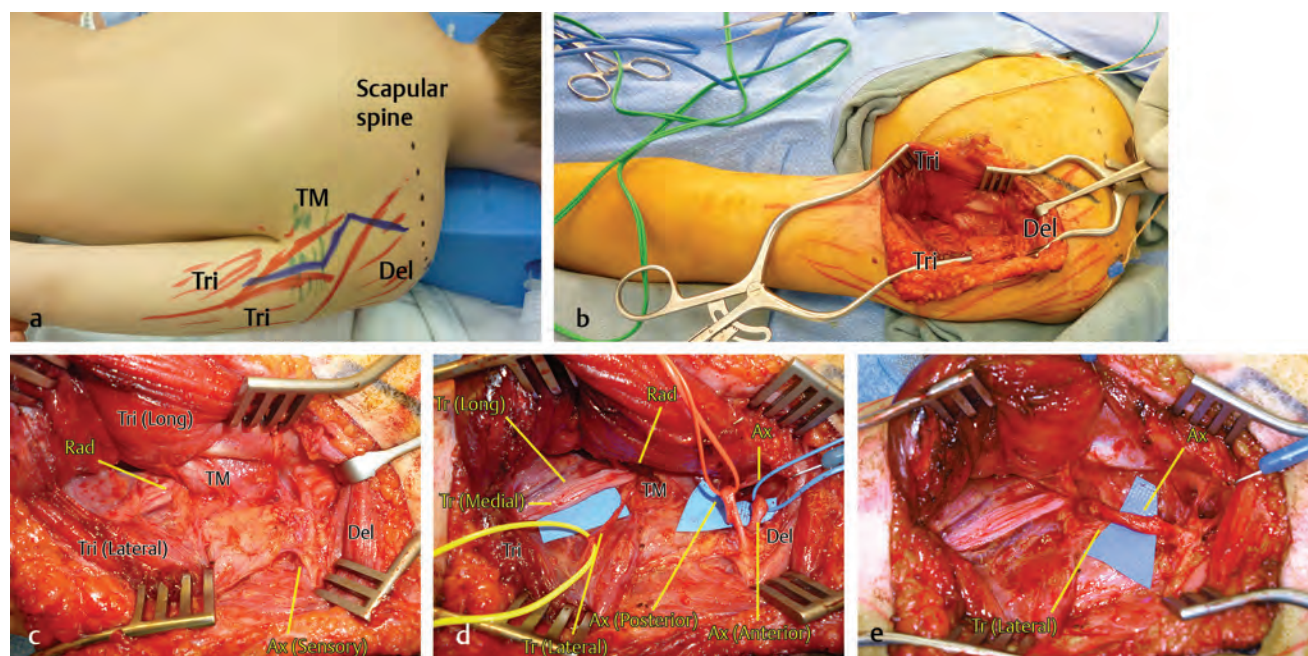 Scapular
spine
TM
Tri
Del
Tri
a
Tri
Del
Tri
b
Tri (Long)
Rad
TM
Tri (Lateral)
Del
Ax (Sensory)
c
Tr (Long)
Rad
Ax
Tr (Medial)
TM
Tri
Del
Ax (Posterior)
Ax (Anterior)
Tr (Lateral)
d
Ax
Tr (Lateral)
e